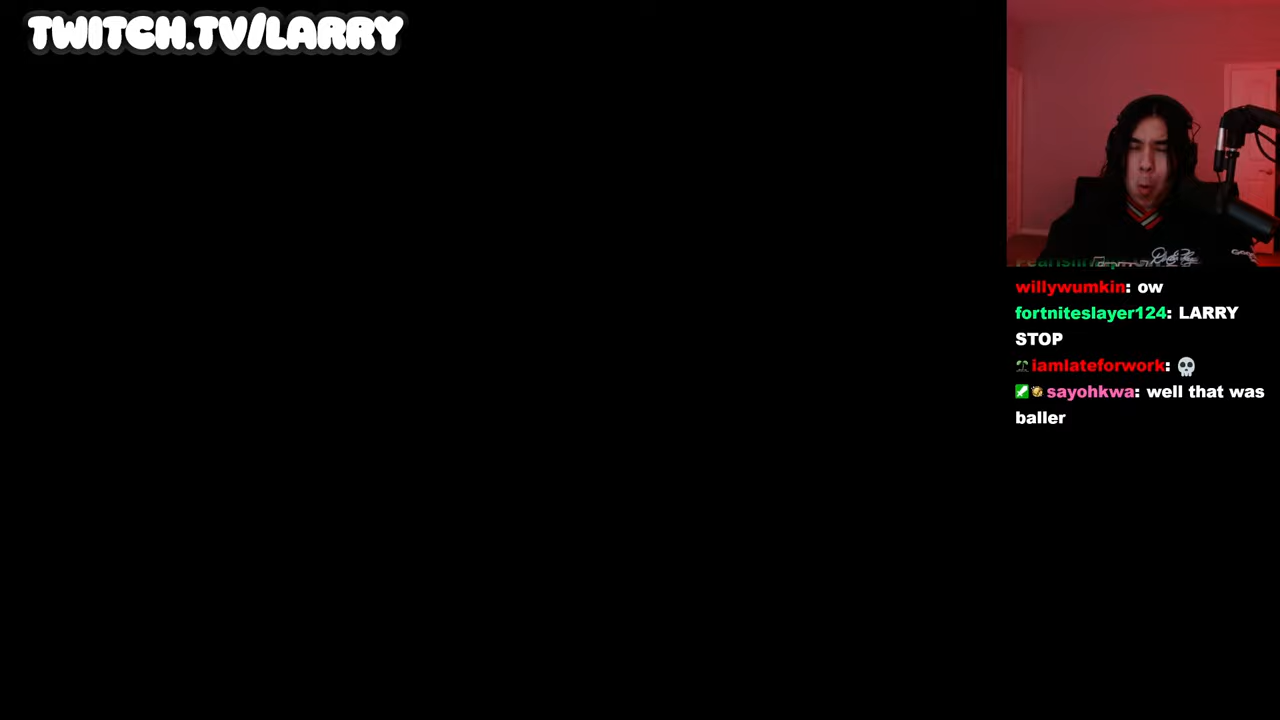 TWITCH.TV/LARRY
willywumkin: ow
fortniteslayer124: LARRY
STOP
iamlateforwork: 💀
sayohkwa: well that was
baller